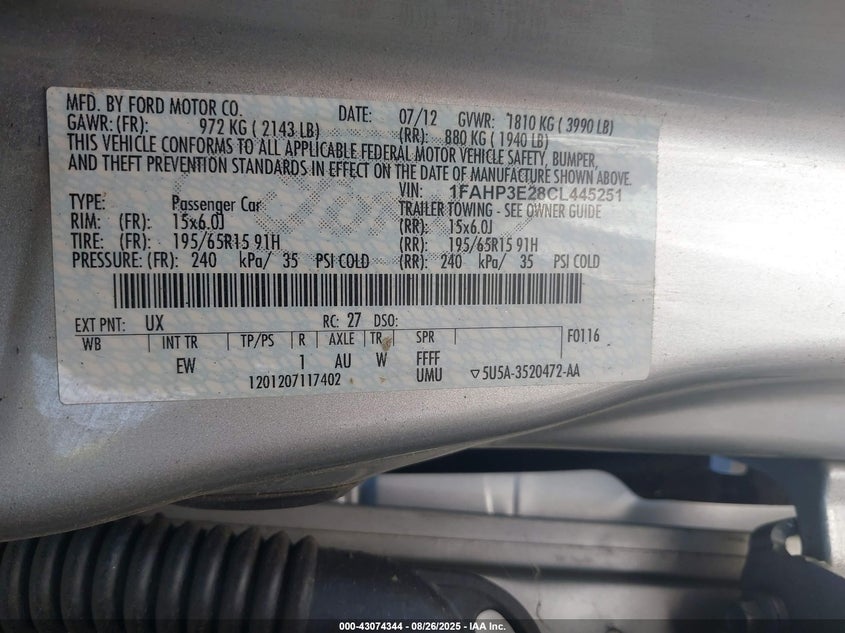 MFD. BY FORD MOTOR CO. DATE: 07/12 GVWR: 1810 KG ( 3990 LB)
GAWR: (FR): 972 KG ( 2143 LB) (RR): 880 KG ( 1940 LB)
THIS VEHICLE CONFORMS TO ALL APPLICABLE FEDERAL MOTOR VEHICLE SAFETY, BUMPER,
AND THEFT PREVENTION STANDARDS IN EFFECT ON THE DATE OF MANUFACTURE SHOWN ABOVE.
VIN: 1FAHP3E28CL445251
TYPE: Passenger Car TRAILER TOWING - SEE OWNER GUIDE
RIM: (FR): 15x6.0J (RR): 15x6.0J
TIRE: (FR): 195/65R15 91H (RR): 195/65R15 91H
PRESSURE: (FR): 240 kPa/ 35 PSI COLD (RR): 240 kPa/ 35 PSI COLD
EXT PNT: UX RC: 27 DSO:
WB INT TR TP/PS R AXLE TR SPR F0116
EW 1 AU W FFFF
1201207117402 UMU ▽5U5A-3520472-AA
000-43074344 - 08/26/2025 - IAA Inc.